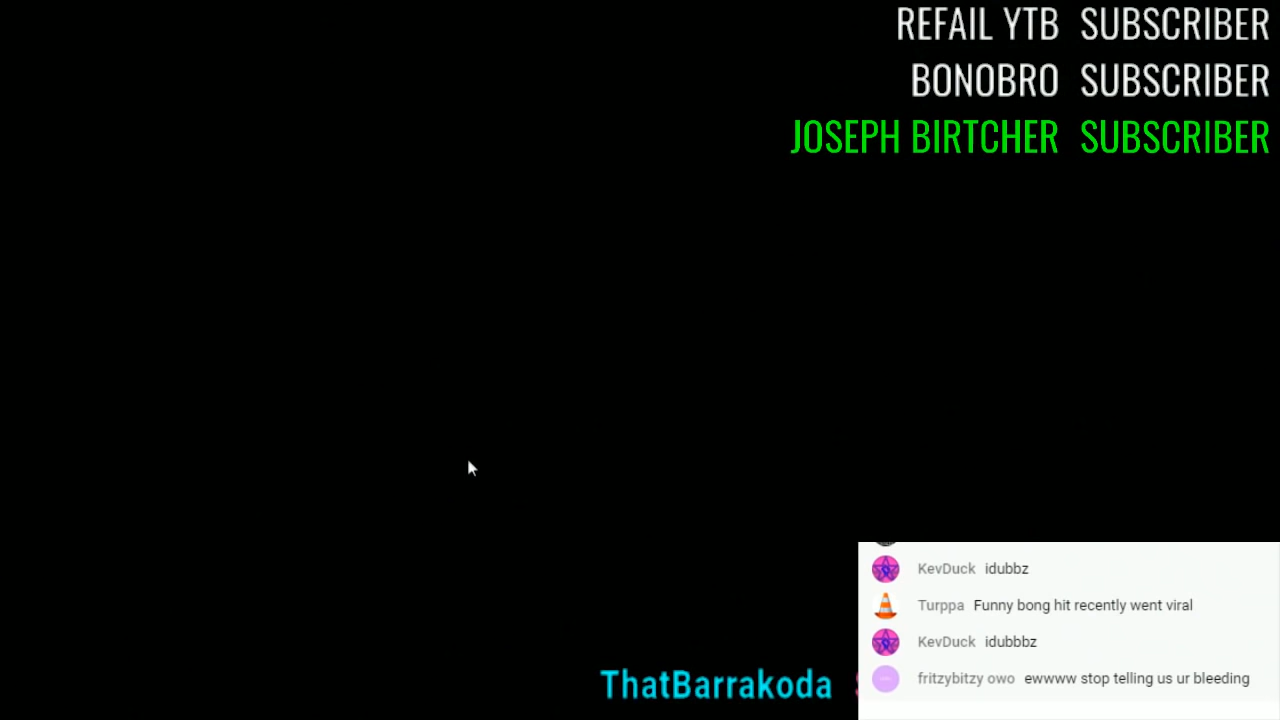 REFAIL YTB SUBSCRIBER
BONOBRO SUBSCRIBER
JOSEPH BIRTCHER SUBSCRIBER
KevDuck idubbz
Turppa Funny bong hit recently went viral
KevDuck idubbbz
fritzybitzy owo ewwww stop telling us ur bleeding
ThatBarrakoda